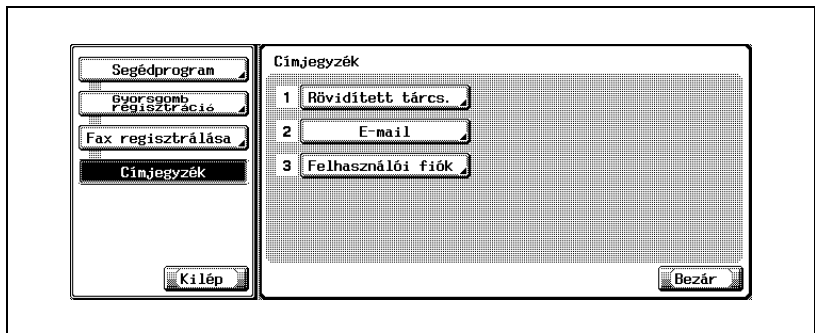 Segédprogram
Gyorsgomb
regisztráció
Fax regisztrálása
Címjegyzék
Kilép
Címjegyzék
1 Rövidített tárcs.
2 E-mail
3 Felhasználói fiók
Bezár